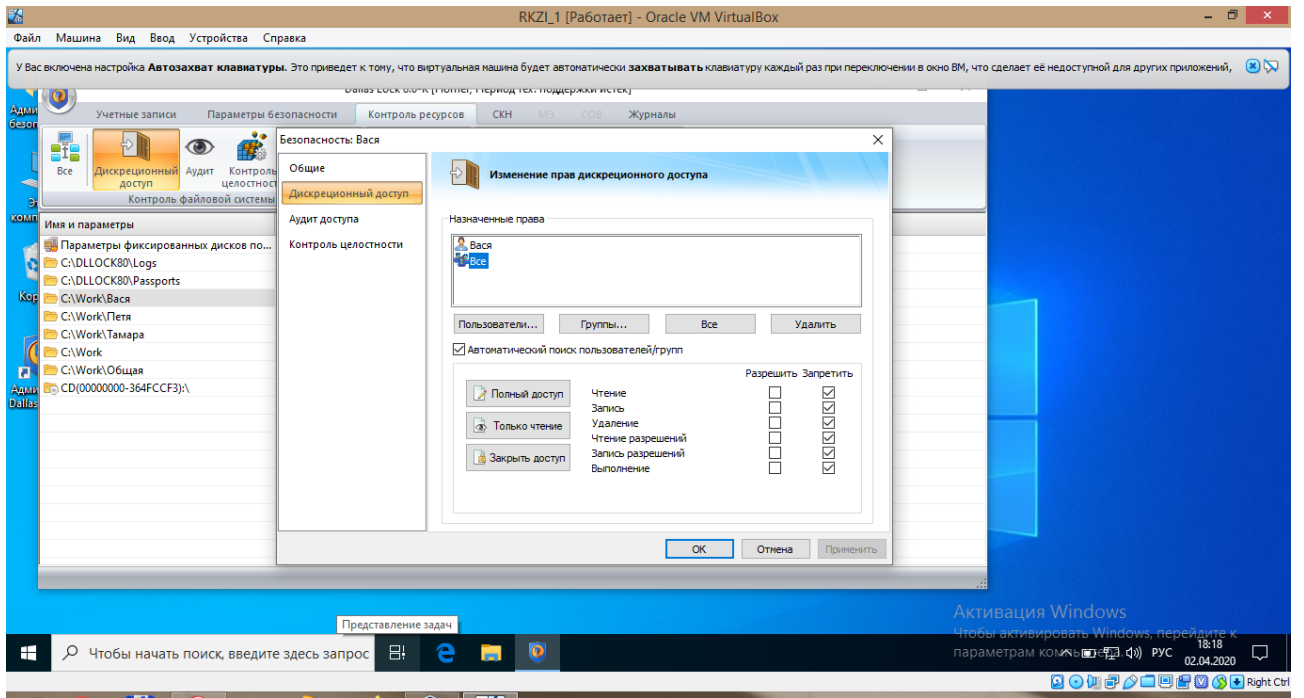 RKZI_1 [Работает] - Oracle VM VirtualBox
Файл Машина Вид Ввод Устройства Справка
У Вас включена настройка Автозахват клавиатуры. Это приведет к тому, что виртуальная машина будет автоматически захватывать клавиатуру каждый раз при переключении в окно ВМ, что сделает её недоступной для других приложений,
Учетные записи Параметры безопасности Контроль ресурсов СКН МЭ СОВ Журналы
Все
Дискреционный доступ
Аудит
Контроль
Контроль файловой системы
Имя и параметры
Параметры фиксированных дисков по...
C:\DLLOCK80\Logs
C:\DLLOCK80\Passports
C:\Work\Вася
C:\Work\Петя
C:\Work\Тамара
C:\Work
C:\Work\Общая
CD(00000000-364FCCF3):\
Безопасность: Вася
Общие
Дискреционный доступ
Аудит доступа
Контроль целостности
Изменение прав дискреционного доступа
Назначенные права
Вася
Все
Пользователи... Группы... Все Удалить
Автоматический поиск пользователей/групп
Разрешить Запретить
Полный доступ
Только чтение
Закрыть доступ
Чтение
Запись
Удаление
Чтение разрешений
Запись разрешений
Выполнение
OK Отмена Применить
Представление задач
Активация Windows
Чтобы активировать Windows, перейдите к
параметрам
Чтобы начать поиск, введите здесь запрос
РУС
18:18
02.04.2020
Right Ctrl